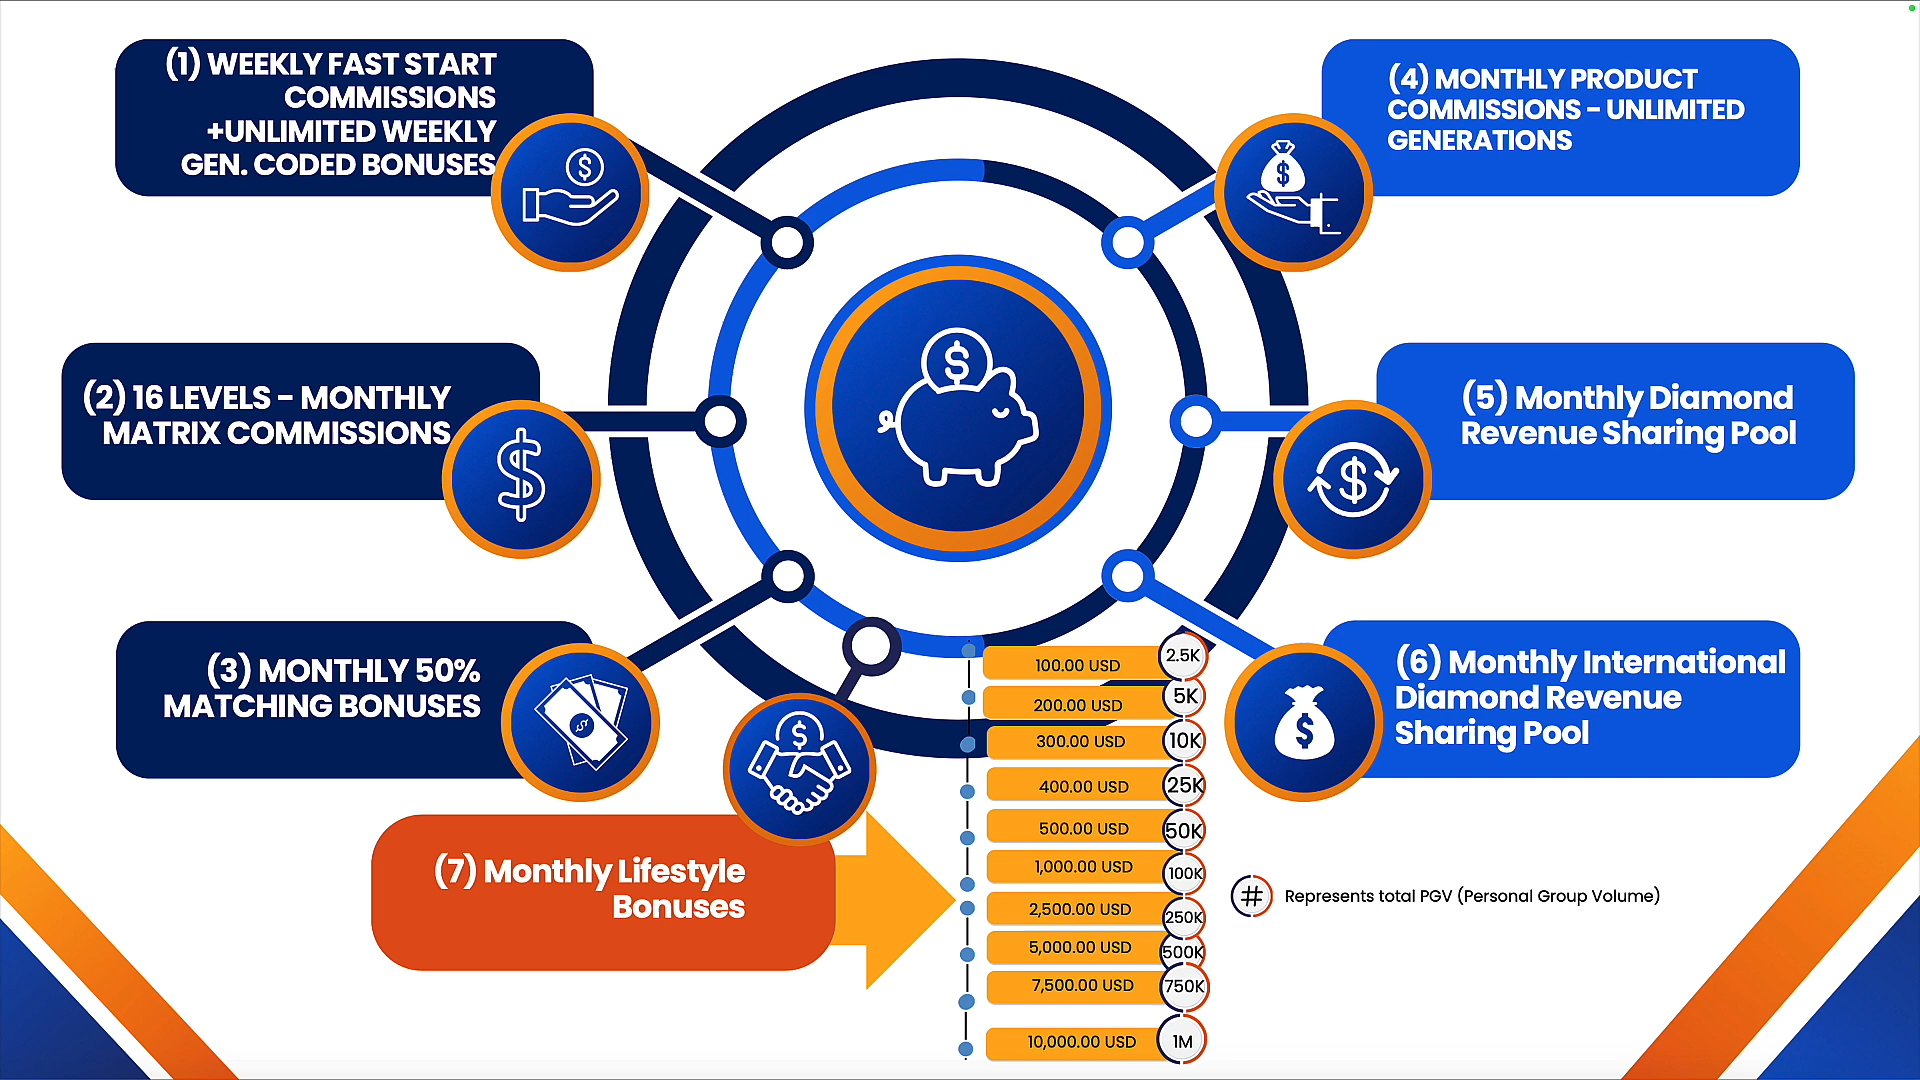 (1) WEEKLY FAST START
COMMISSIONS
+UNLIMITED WEEKLY
GEN. CODED BONUSES
(2) 16 LEVELS - MONTHLY
MATRIX COMMISSIONS
(3) MONTHLY 50%
MATCHING BONUSES
(4) MONTHLY PRODUCT
COMMISSIONS - UNLIMITED
GENERATIONS
(5) Monthly Diamond
Revenue Sharing Pool
(6) Monthly International
Diamond Revenue
Sharing Pool
(7) Monthly Lifestyle
Bonuses
100.00 USD 2.5K
200.00 USD 5K
300.00 USD 10K
400.00 USD 25K
500.00 USD 50K
1,000.00 USD 100K
2,500.00 USD 250K
5,000.00 USD 500K
7,500.00 USD 750K
10,000.00 USD 1M
# Represents total PGV (Personal Group Volume)